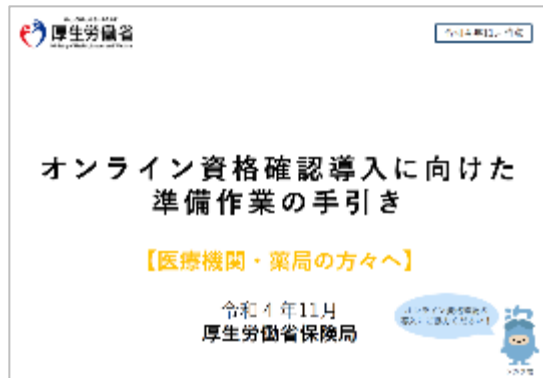 厚生労働省
オンライン資格確認導入に向けた
準備作業の手引き
【医療機関・薬局の方々へ】
令和４年11月
厚生労働省保険局